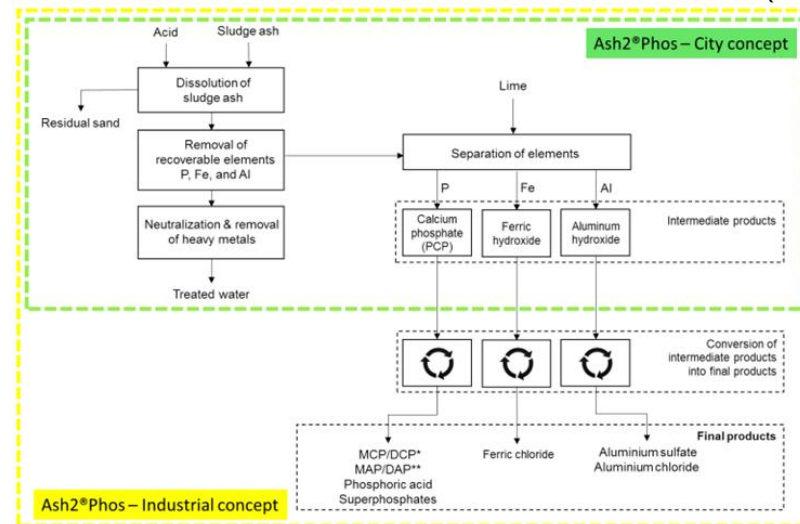 Ash2®Phos – City concept
Acid
Sludge ash
Dissolution of
sludge ash
Residual sand
Lime
Removal of
recoverable elements
P, Fe, and Al
Separation of elements
P
Fe
Al
Neutralization & removal
of heavy metals
Calcium
phosphate
(PCP)
Ferric
hydroxide
Aluminum
hydroxide
Intermediate products
Treated water
Conversion of
intermediate products
into final products
Final products
MCP/DCP*
MAP/DAP**
Phosphoric acid
Superphosphates
Ferric chloride
Aluminium sulfate
Aluminium chloride
Ash2®Phos – Industrial concept